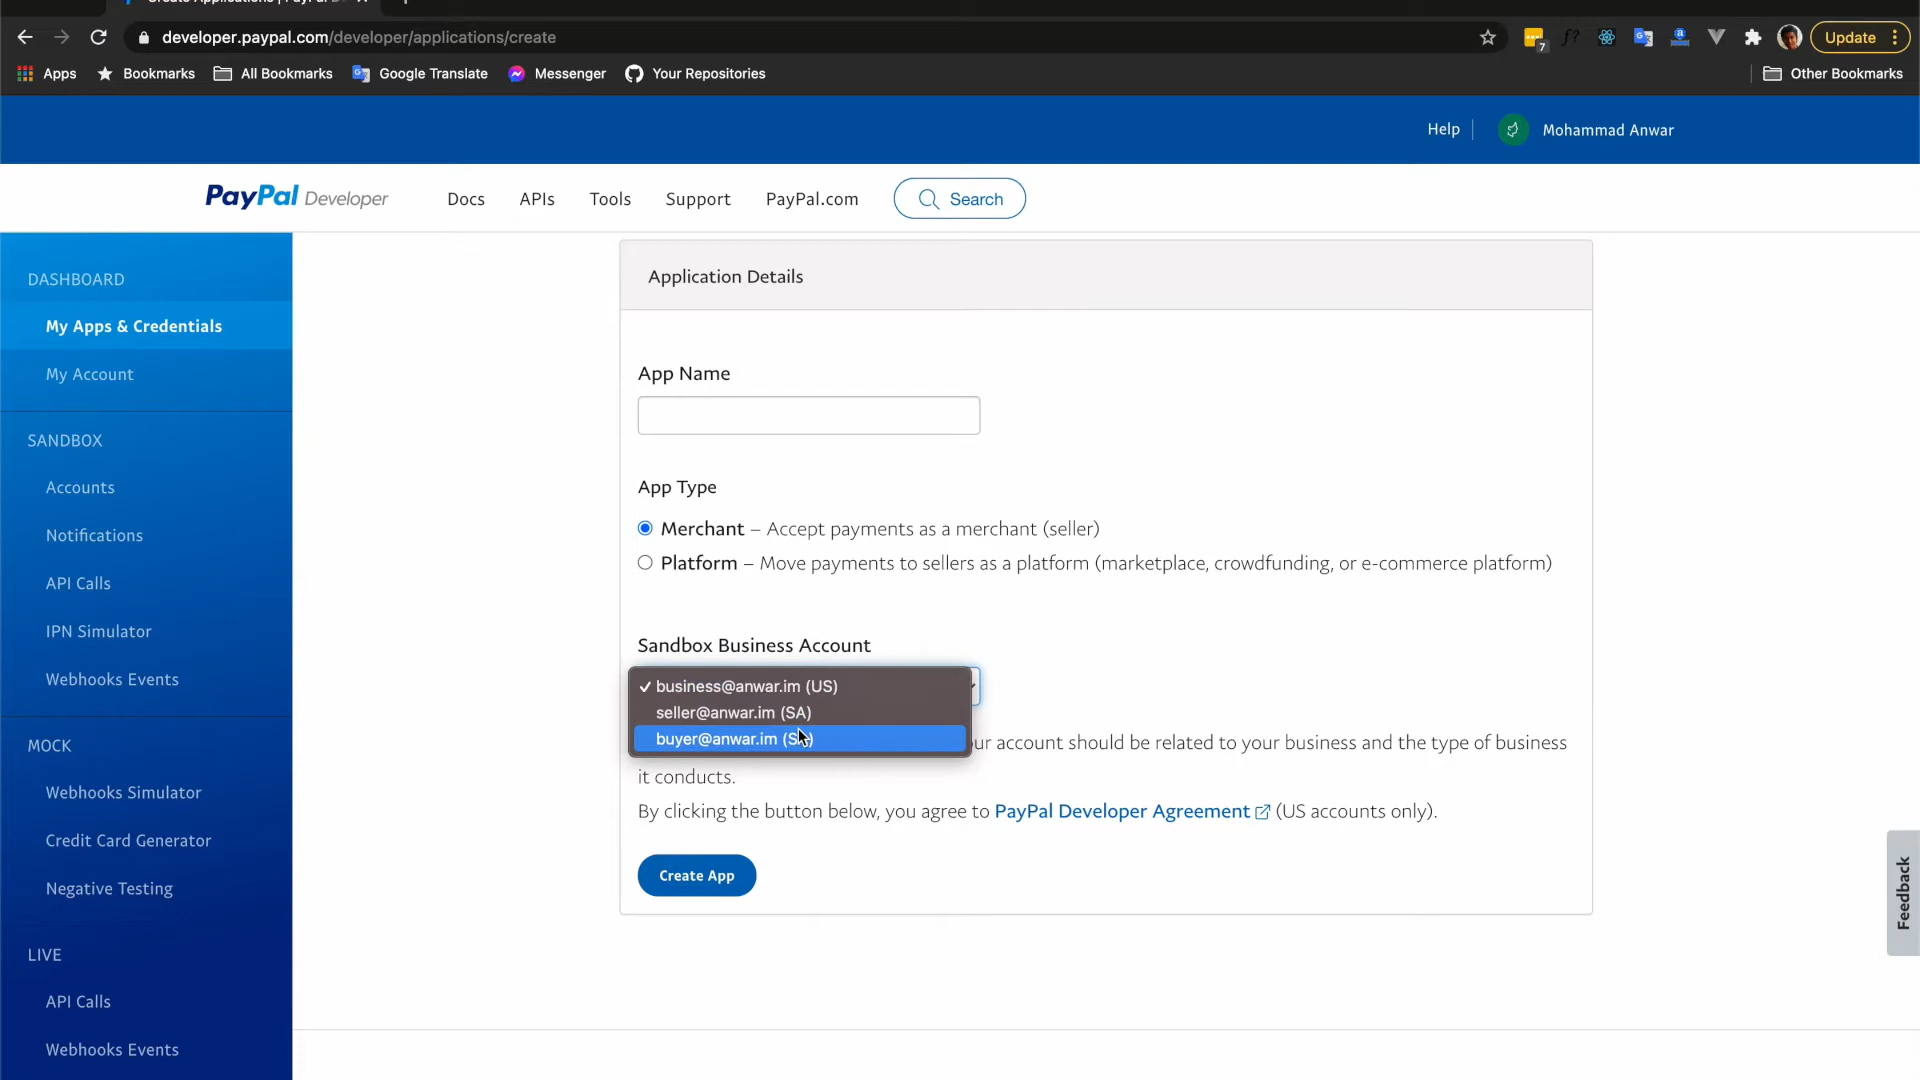 developer.paypal.com/developer/applications/create
7
f?
Update
Apps
Bookmarks
All Bookmarks
Google Translate
Messenger
Your Repositories
Other Bookmarks
Help
Mohammad Anwar
PayPal Developer
Docs
APIs
Tools
Support
PayPal.com
Search
DASHBOARD
My Apps & Credentials
My Account
SANDBOX
Accounts
Notifications
API Calls
IPN Simulator
Webhooks Events
MOCK
Webhooks Simulator
Credit Card Generator
Negative Testing
LIVE
API Calls
Webhooks Events
Application Details
App Name
App Type
Merchant – Accept payments as a merchant (seller)
Platform – Move payments to sellers as a platform (marketplace, crowdfunding, or e-commerce platform)
Sandbox Business Account
✓ business@anwar.im (US)
seller@anwar.im (SA)
buyer@anwar.im
account should be related to your business and the type of business
it conducts.
By clicking the button below, you agree to PayPal Developer Agreement (US accounts only).
Create App
Feedback